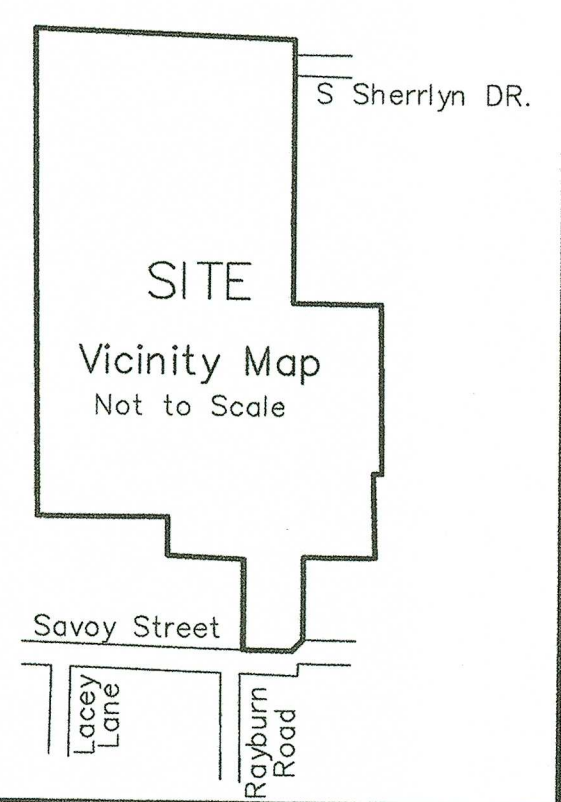 S Sherrlyn DR.
SITE
Vicinity Map
Not to Scale
Savoy Street
Lacey
Lane
Rayburn
Road